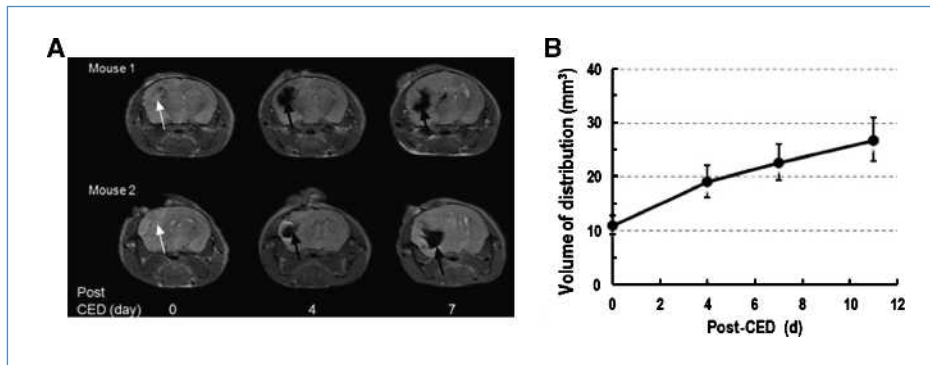 A
Mouse 1
Mouse 2
Post
CED (day) 0 4 7
B
Volume of distribution (mm³)
40
30
20
10
0
0 2 4 6 8 10 12
Post-CED (d)